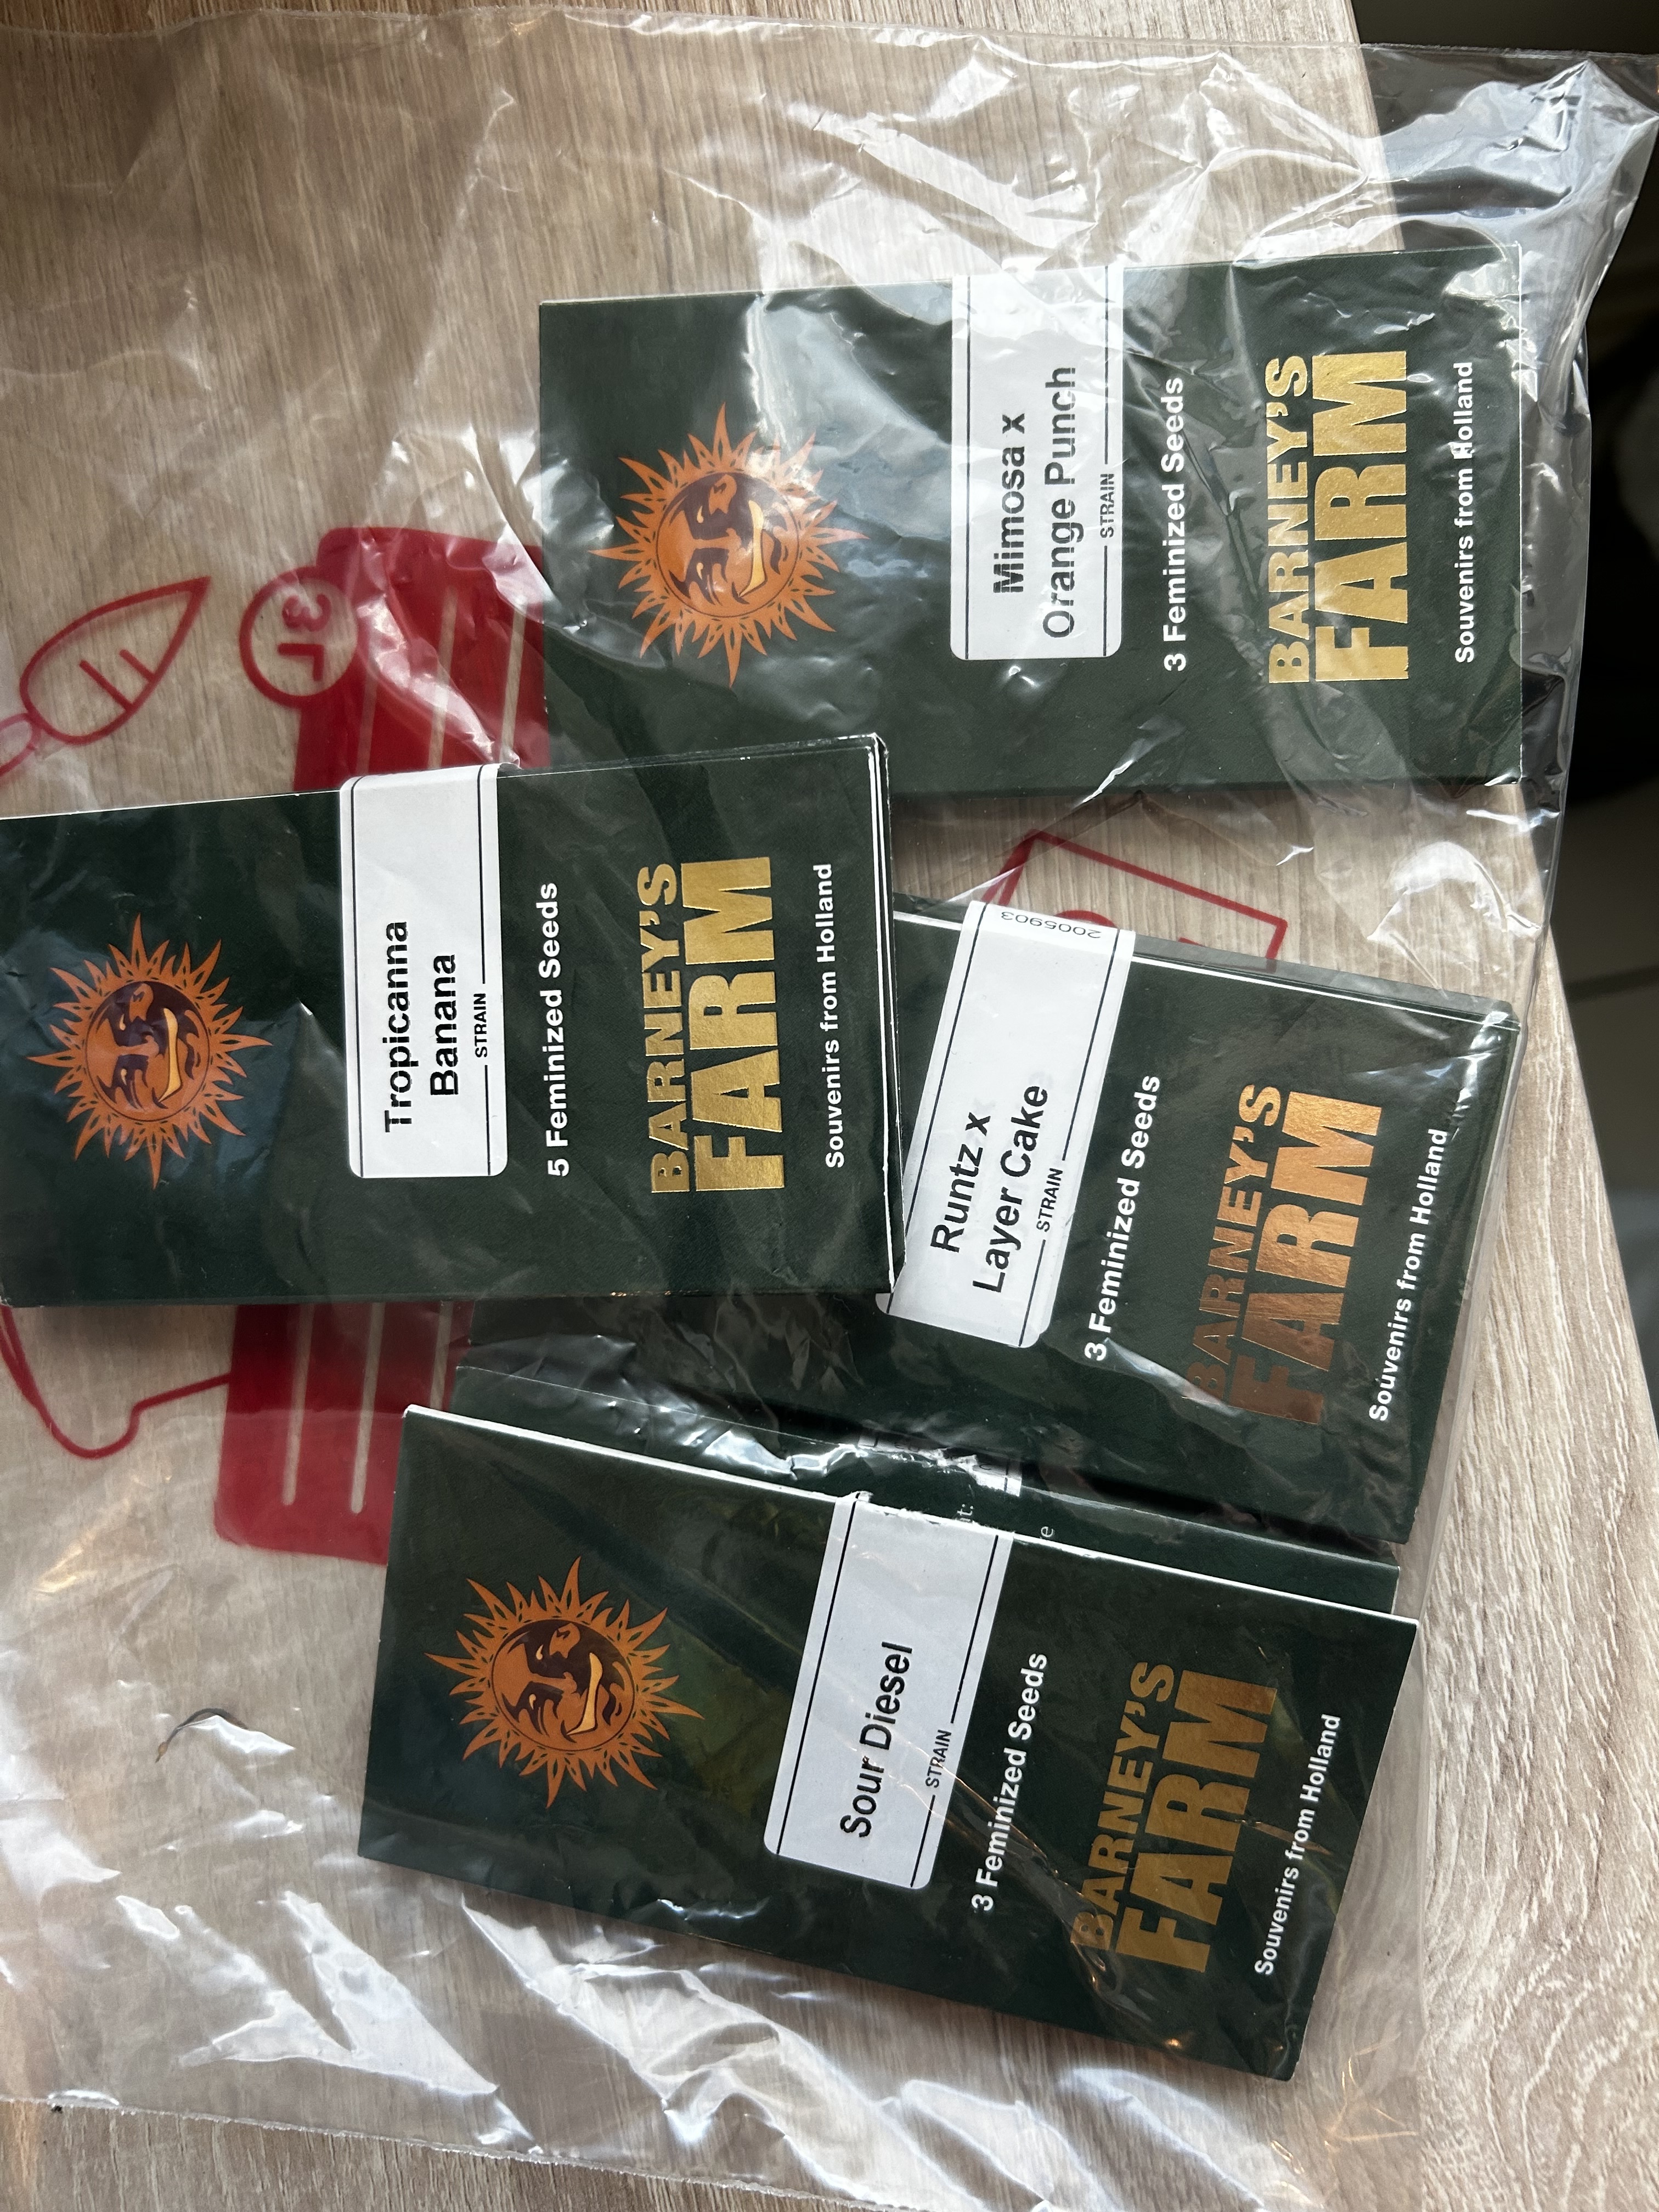 Mimosa x
Orange Punch
STRAIN
3 Feminized Seeds
BARNEY'S
FARM
Souvenirs from Holland
Tropicanna
Banana
STRAIN
5 Feminized Seeds
BARNEY'S
FARM
Souvenirs from Holland
2005903
Runtz x
Layer Cake
STRAIN
3 Feminized Seeds
BARNEY'S
FARM
Souvenirs from Holland
Sour Diesel
STRAIN
3 Feminized Seeds
BARNEY'S
FARM
Souvenirs from Holland
3L